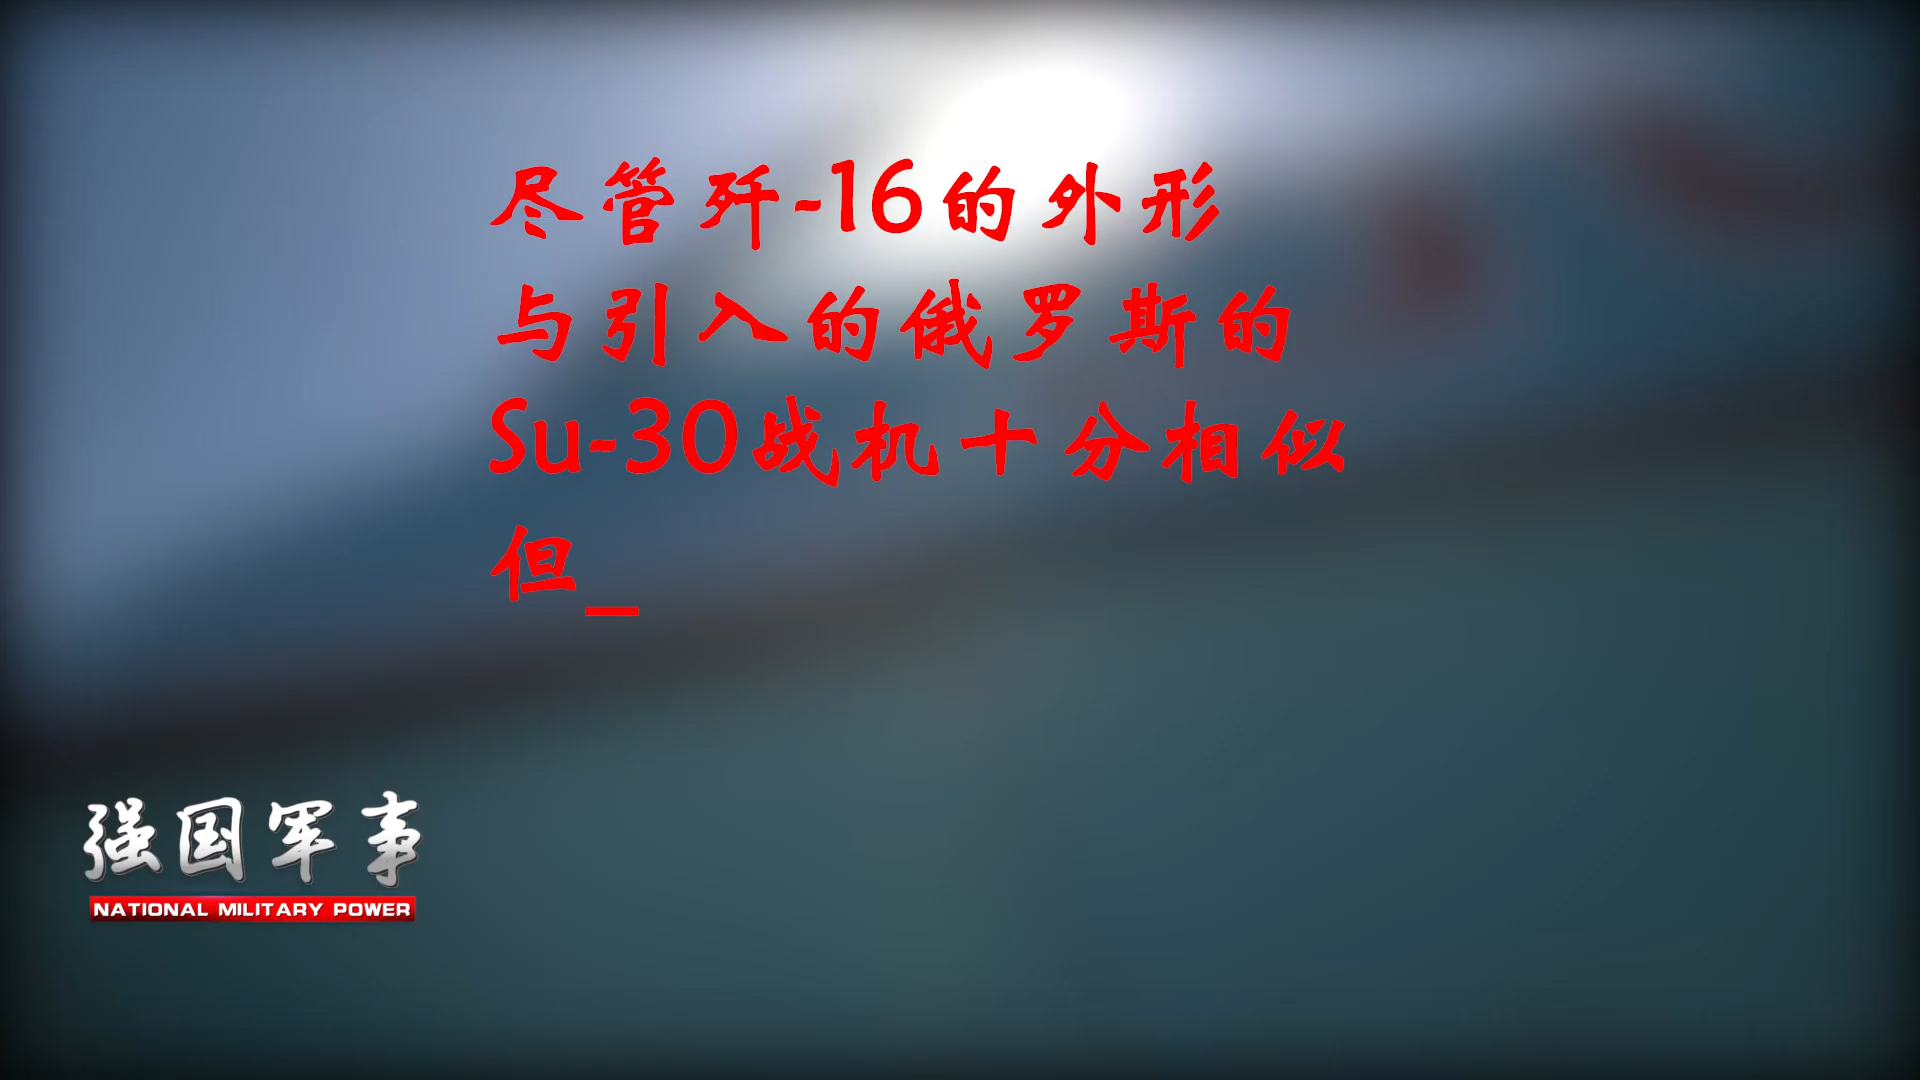 尽管歼-16的外形
与引入的俄罗斯的
Su-30战机十分相似
但_
强国军事
NATIONAL MILITARY POWER